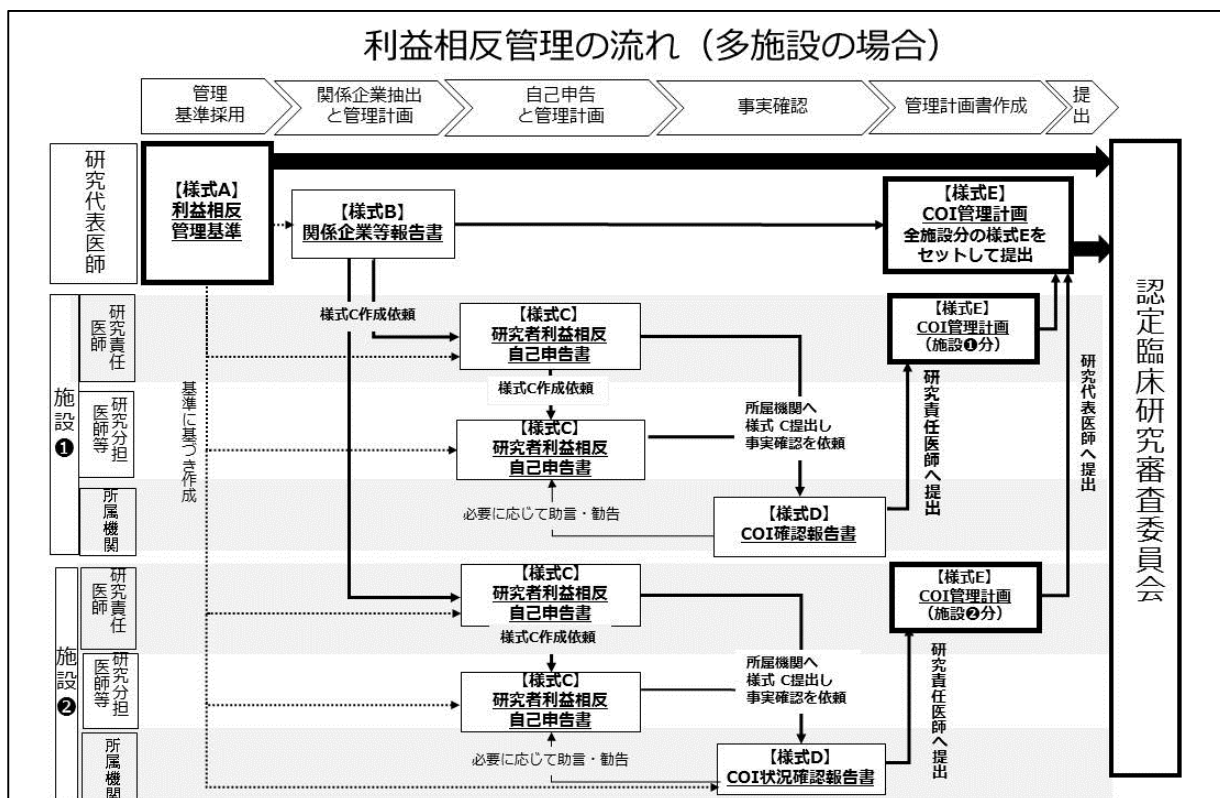 利益相反管理の流れ（多施設の場合）
管理
基準採用
関係企業抽出
と管理計画
自己申告
と管理計画
事実確認
管理計画書作成
提
出
研究代表医師
【様式A】
利益相反
管理基準
【様式B】
関係企業等報告書
【様式E】
COI管理計画
全施設分の様式Eを
セットして提出
認定臨床研究審査委員会
様式C作成依頼
施設❶
研究責任
医師
【様式C】
研究者利益相反
自己申告書
【様式E】
COI管理計画
（施設❶分）
様式C作成依頼
基準に基づき作成
研究分担
医師等
【様式C】
研究者利益相反
自己申告書
所属機関へ
様式 C提出し
事実確認を依頼
研究責任医師へ提出
研究代表医師へ提出
所属
機関
必要に応じて助言・勧告
【様式D】
COI確認報告書
施設❷
研究責任
医師
【様式C】
研究者利益相反
自己申告書
【様式E】
COI管理計画
（施設❷分）
様式C作成依頼
研究分担
医師等
【様式C】
研究者利益相反
自己申告書
所属機関へ
様式 C提出し
事実確認を依頼
研究責任医師へ提出
所属
機関
必要に応じて助言・勧告
【様式D】
COI状況確認報告書